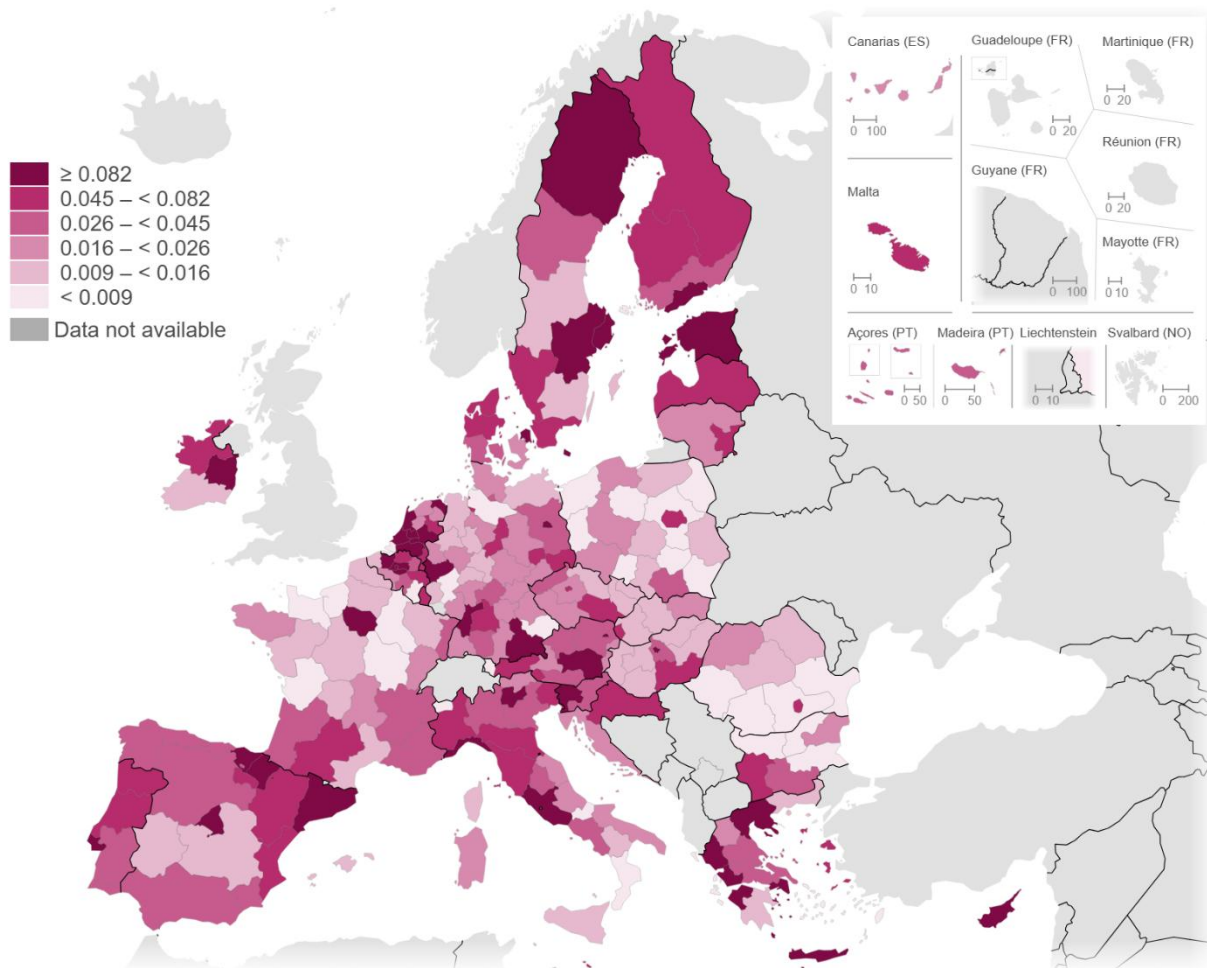 ≥ 0.082
0.045 – < 0.082
0.026 – < 0.045
0.016 – < 0.026
0.009 – < 0.016
< 0.009
Data not available
Canarias (ES)
0 100
Guadeloupe (FR)
0 20
Martinique (FR)
0 20
Réunion (FR)
0 20
Malta
0 10
Guyane (FR)
0 100
Mayotte (FR)
0 10
Açores (PT)
0 50
Madeira (PT)
0 50
Liechtenstein
0 10
Svalbard (NO)
0 200